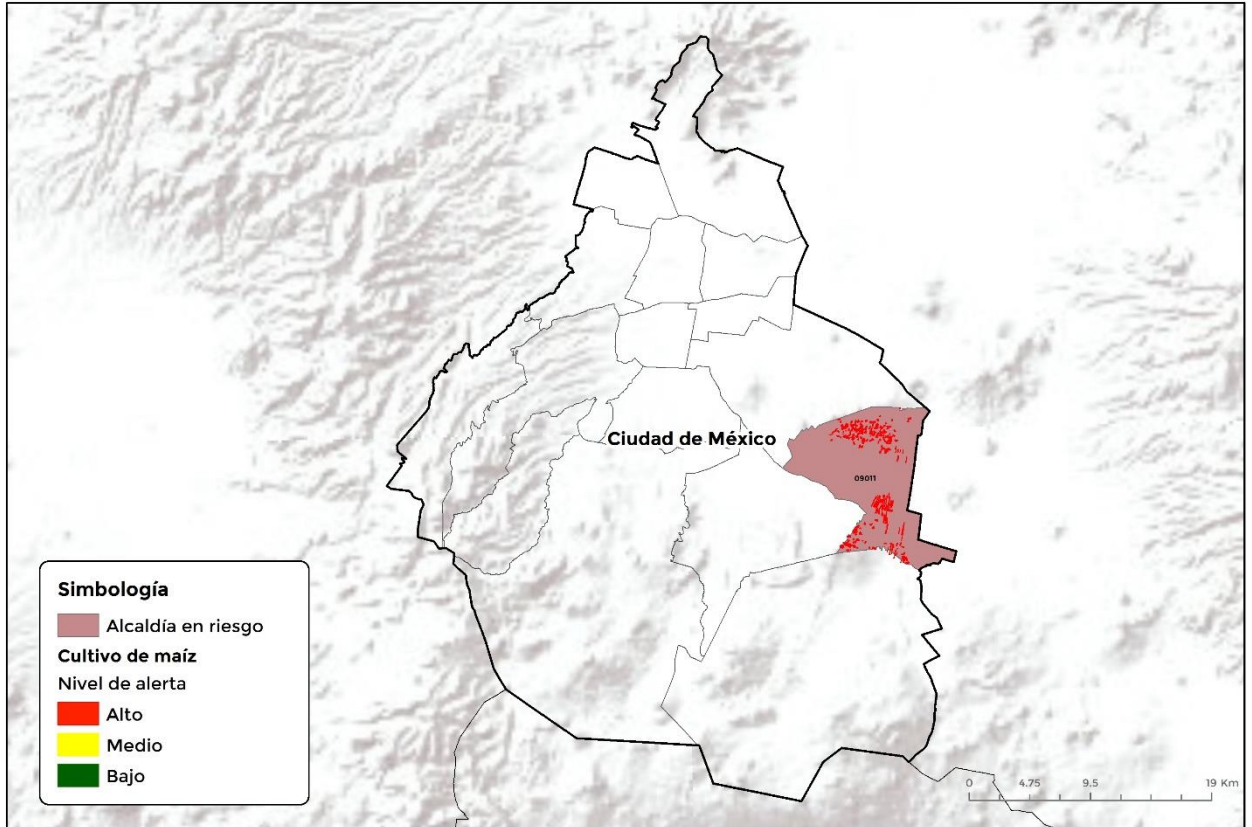 Ciudad de México
09011
Simbología
Alcaldía en riesgo
Cultivo de maíz
Nivel de alerta
Alto
Medio
Bajo
0 4.75 9.5 19 Km